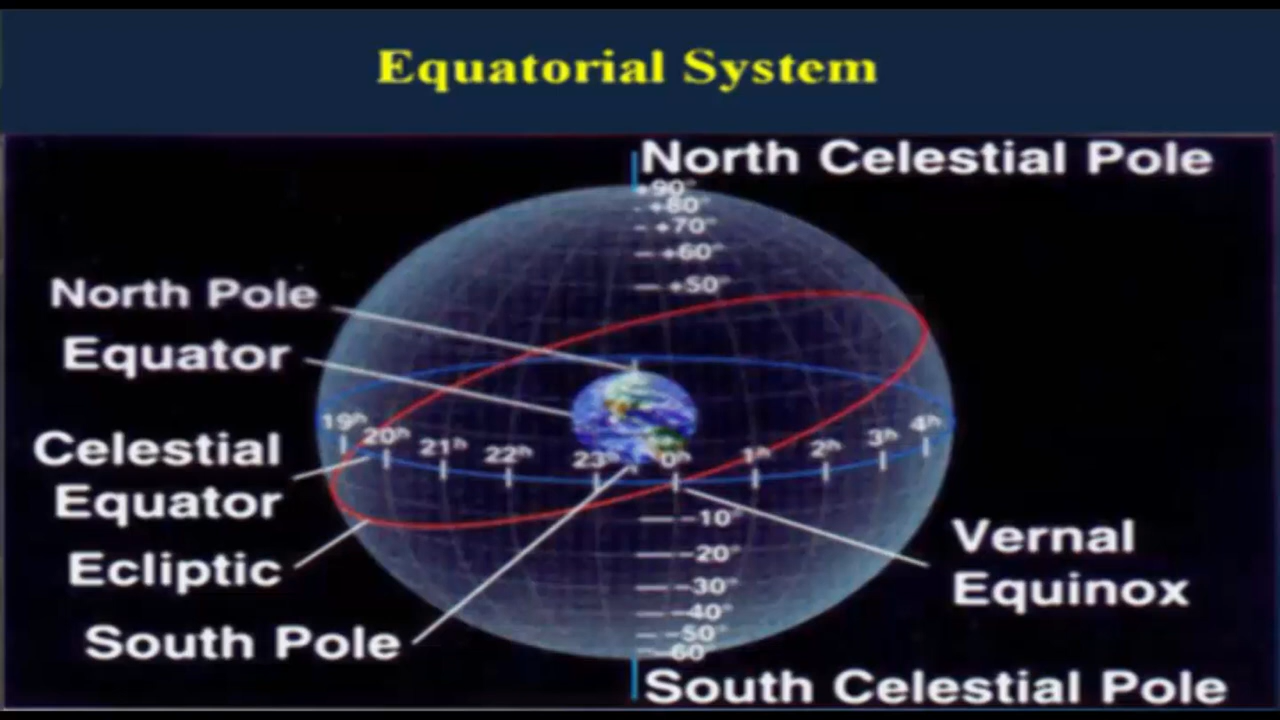 Equatorial System
North Celestial Pole
+90°
+80°
+70°
+60°
+50°
North Pole
Equator
19ʰ 20ʰ 21ʰ 22ʰ 23ʰ 0ʰ 1ʰ 2ʰ 3ʰ 4ʰ
Celestial
Equator
Ecliptic
South Pole
-10°
-20°
-30°
-40°
-50°
-60°
Vernal
Equinox
South Celestial Pole